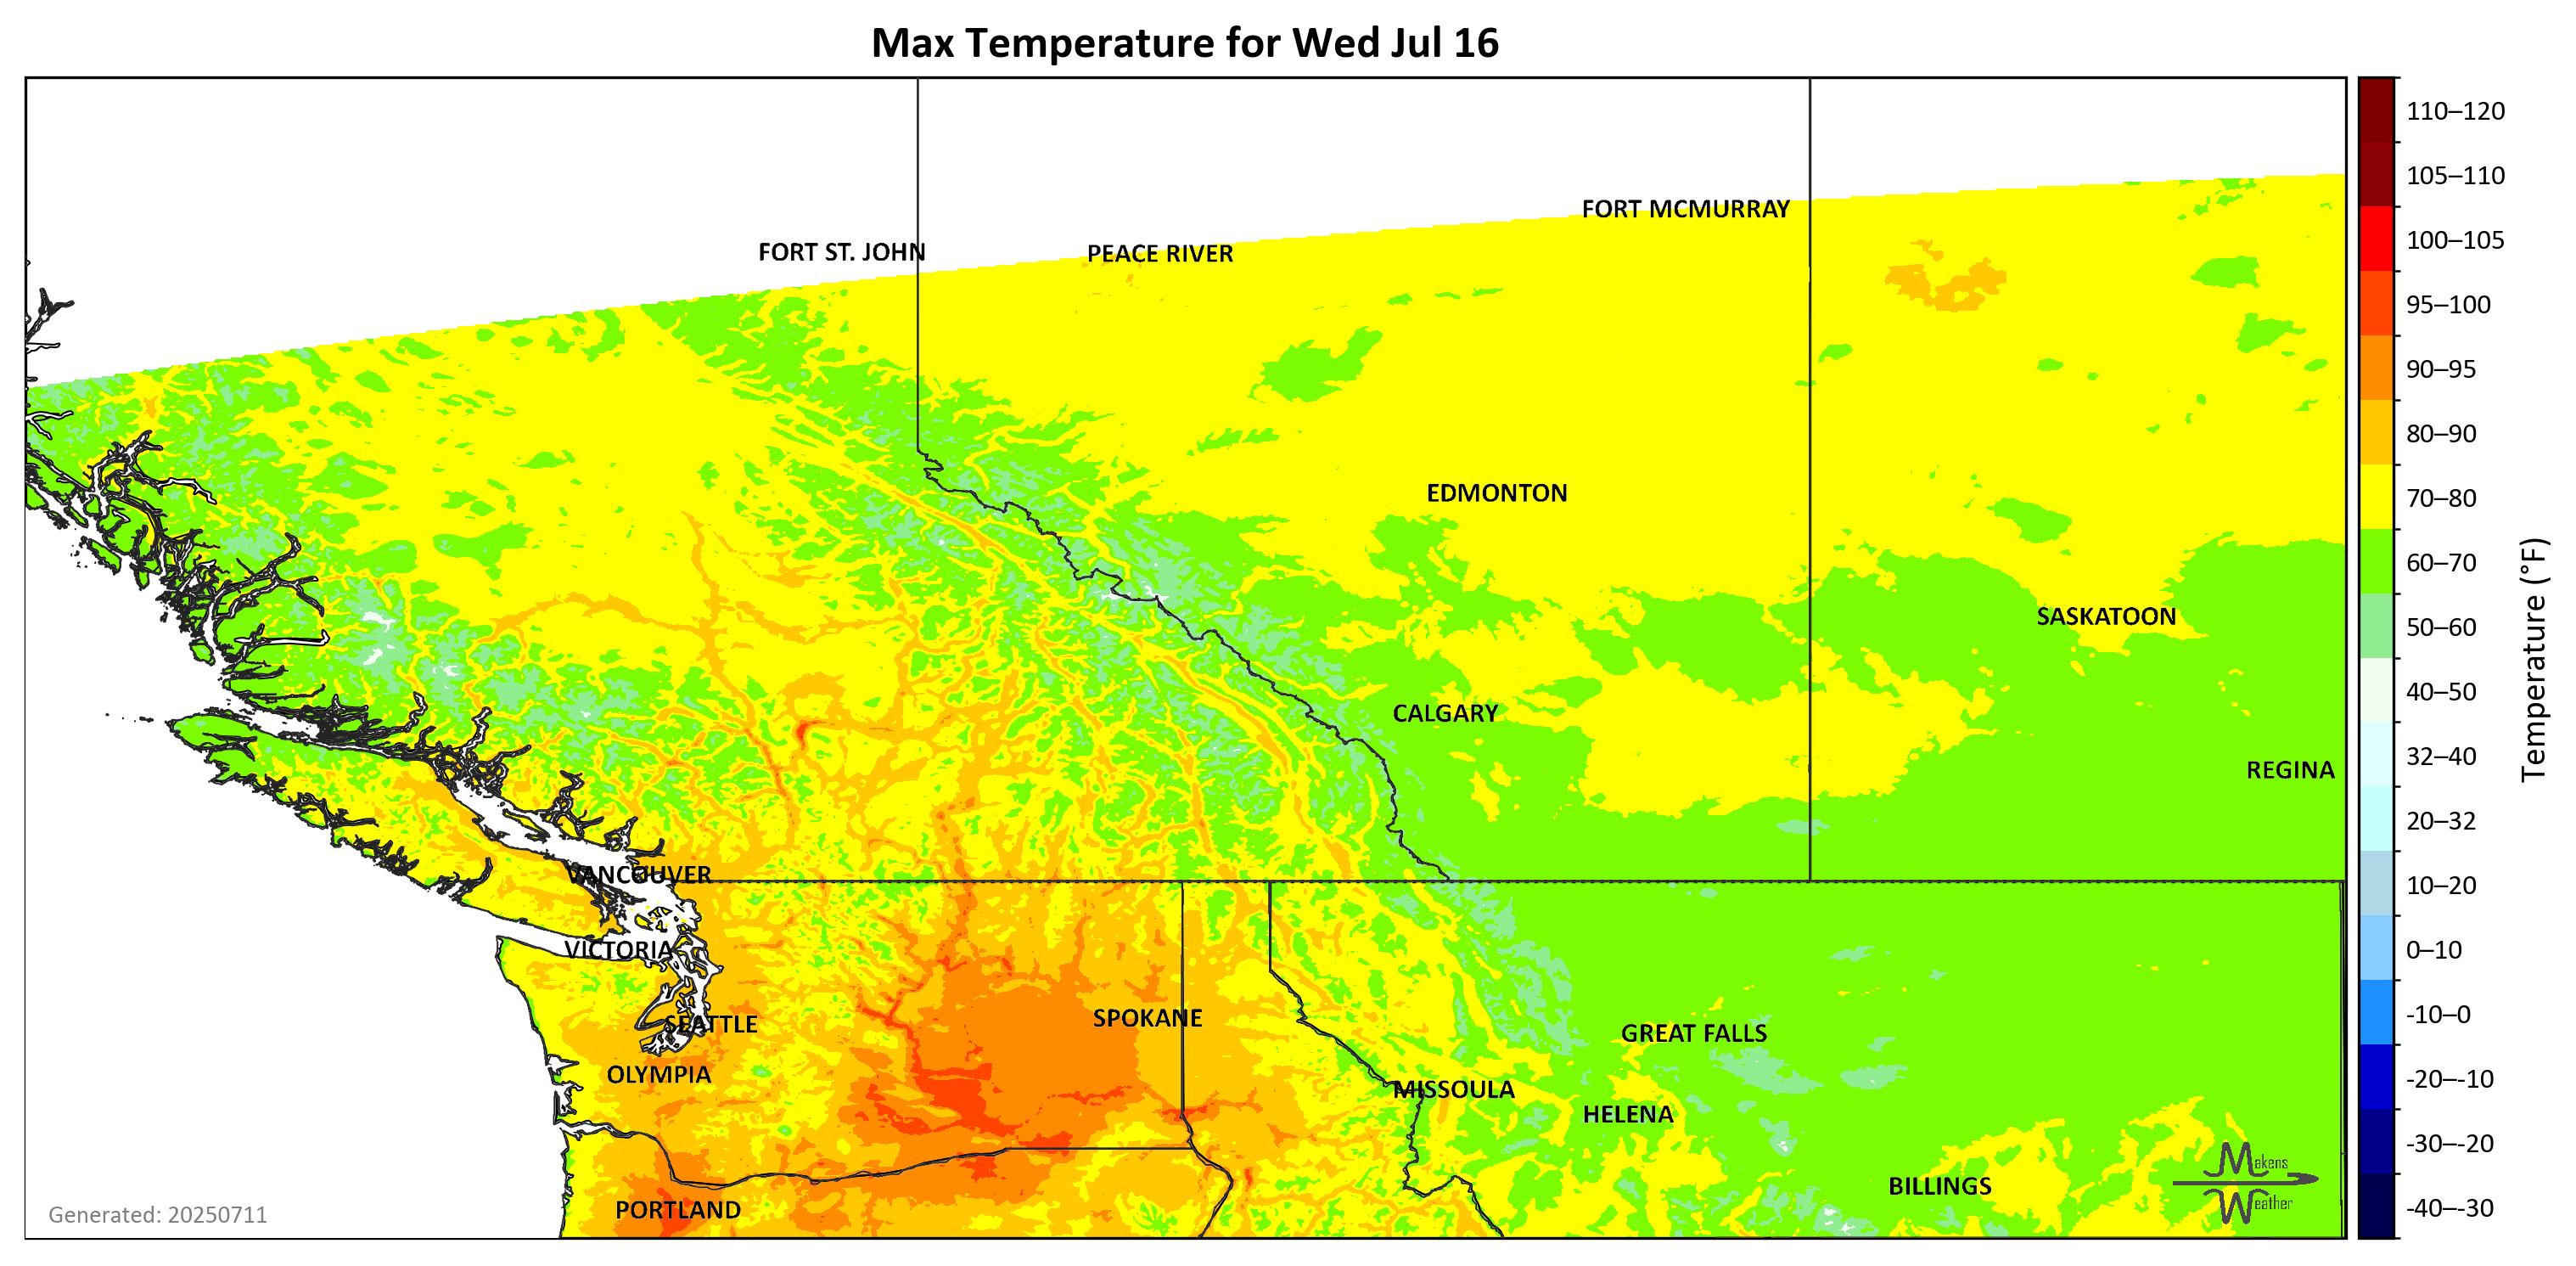 Max Temperature for Wed Jul 16
FORT MCMURRAY
FORT ST. JOHN
PEACE RIVER
EDMONTON
SASKATOON
CALGARY
REGINA
VANCOUVER
VICTORIA
SEATTLE
SPOKANE
GREAT FALLS
OLYMPIA
MISSOULA
HELENA
BILLINGS
PORTLAND
Makens
Weather
Generated: 20250711
110–120
105–110
100–105
95–100
90–95
80–90
70–80
60–70
50–60
40–50
32–40
20–32
10–20
0–10
-10–0
-20–-10
-30–-20
-40–-30
Temperature (°F)